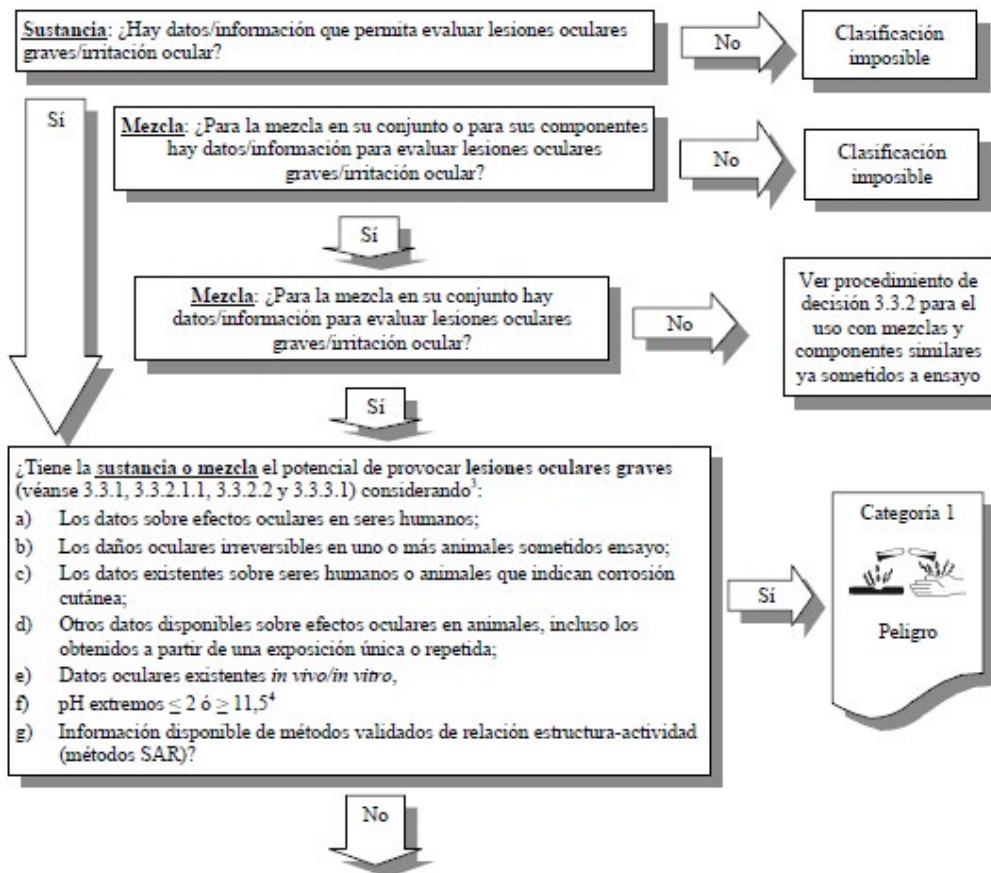 Sustancia: ¿Hay datos/información que permita evaluar lesiones oculares
graves/irritación ocular?
No
Clasificación
imposible
Sí
Mezcla: ¿Para la mezcla en su conjunto o para sus componentes
hay datos/información para evaluar lesiones oculares
graves/irritación ocular?
No
Clasificación
imposible
Sí
Mezcla: ¿Para la mezcla en su conjunto hay
datos/información para evaluar lesiones oculares
graves/irritación ocular?
No
Ver procedimiento de
decisión 3.3.2 para el
uso con mezclas y
componentes similares
ya sometidos a ensayo
Sí
¿Tiene la sustancia o mezcla el potencial de provocar lesiones oculares graves
(véanse 3.3.1, 3.3.2.1.1, 3.3.2.2 y 3.3.3.1) considerando³:
a) Los datos sobre efectos oculares en seres humanos;
b) Los daños oculares irreversibles en uno o más animales sometidos ensayo;
c) Los datos existentes sobre seres humanos o animales que indican corrosión
cutánea;
d) Otros datos disponibles sobre efectos oculares en animales, incluso los
obtenidos a partir de una exposición única o repetida;
e) Datos oculares existentes in vivo/in vitro,
f) pH extremos ≤ 2 ó ≥ 11,5⁴
g) Información disponible de métodos validados de relación estructura-actividad
(métodos SAR)?
Sí
Categoría 1
Peligro
No